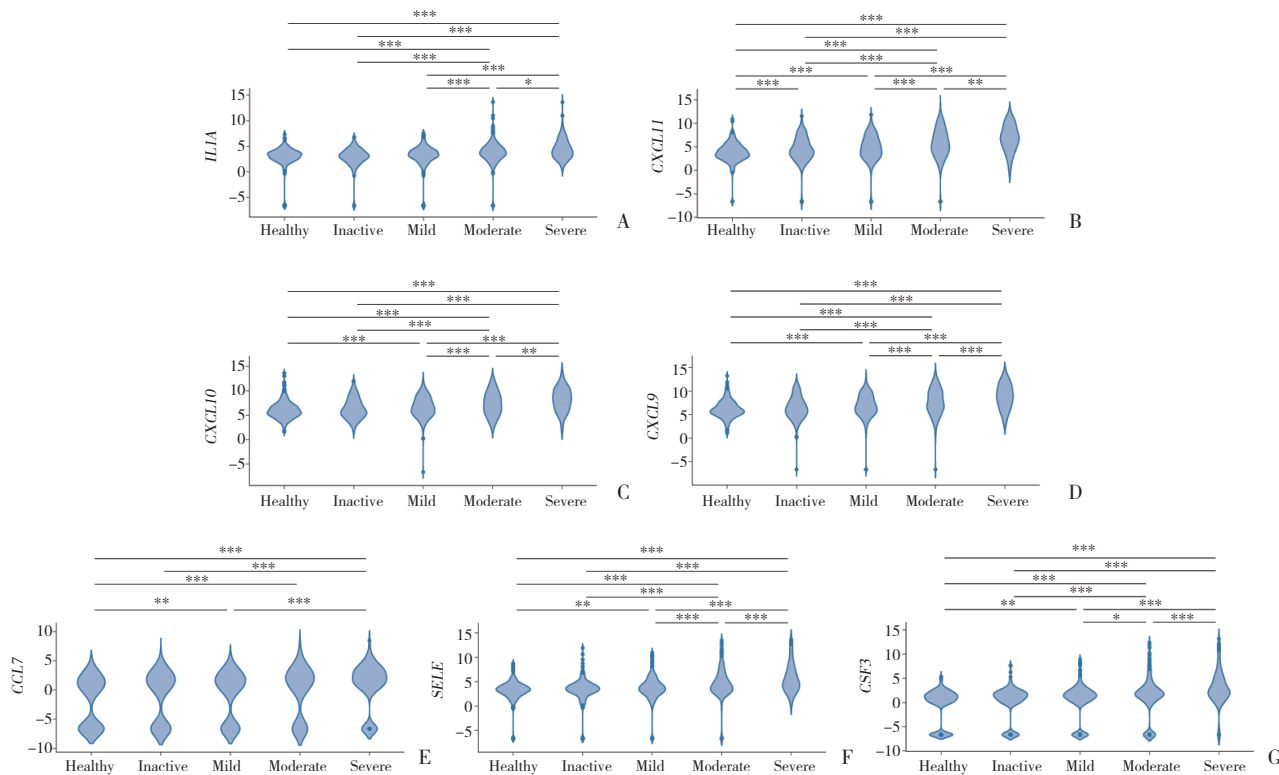 *** ***
*** ***
*** ***
*** ***
*** *** ***
*** * *** *** **
IL1A 15 10 5 0 −5
CXCL11 15 10 5 0 −5 −10
Healthy Inactive Mild Moderate Severe A
Healthy Inactive Mild Moderate Severe B
*** ***
*** ***
*** ***
*** ***
*** *** *** ***
*** ** *** ***
CXCL10 15 10 5 0 −5
CXCL9 15 10 5 0 −5
Healthy Inactive Mild Moderate Severe C
Healthy Inactive Mild Moderate Severe D
*** *** ***
*** *** ***
*** *** ***
*** ***
** *** ** *** ** ***
*** *** * ***
CCL7 10 5 0 −5 −10
SELE 15 10 5 0 −5
CSF3 15 10 5 0 −5 −10
Healthy Inactive Mild Moderate Severe E
Healthy Inactive Mild Moderate Severe F
Healthy Inactive Mild Moderate Severe G